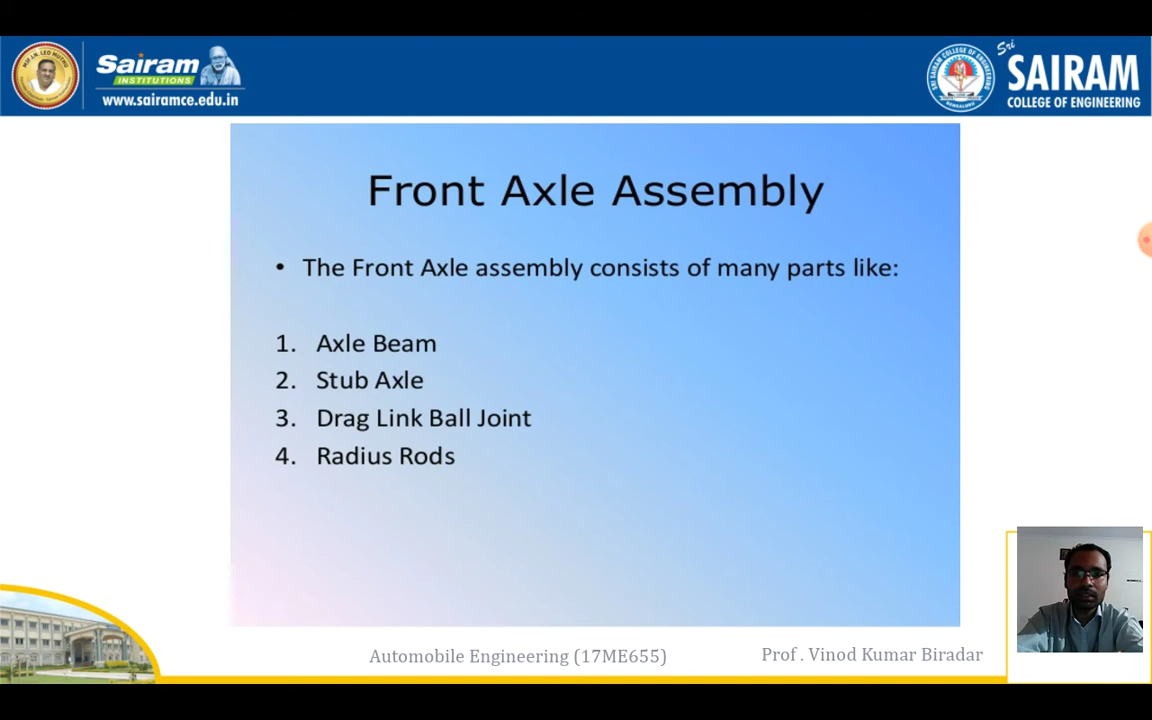 Sairam
INSTITUTIONS
www.sairamce.edu.in
Sri
SAIRAM
COLLEGE OF ENGINEERING
Front Axle Assembly
• The Front Axle assembly consists of many parts like:
1. Axle Beam
2. Stub Axle
3. Drag Link Ball Joint
4. Radius Rods
Automobile Engineering (17ME655)
Prof . Vinod Kumar Biradar